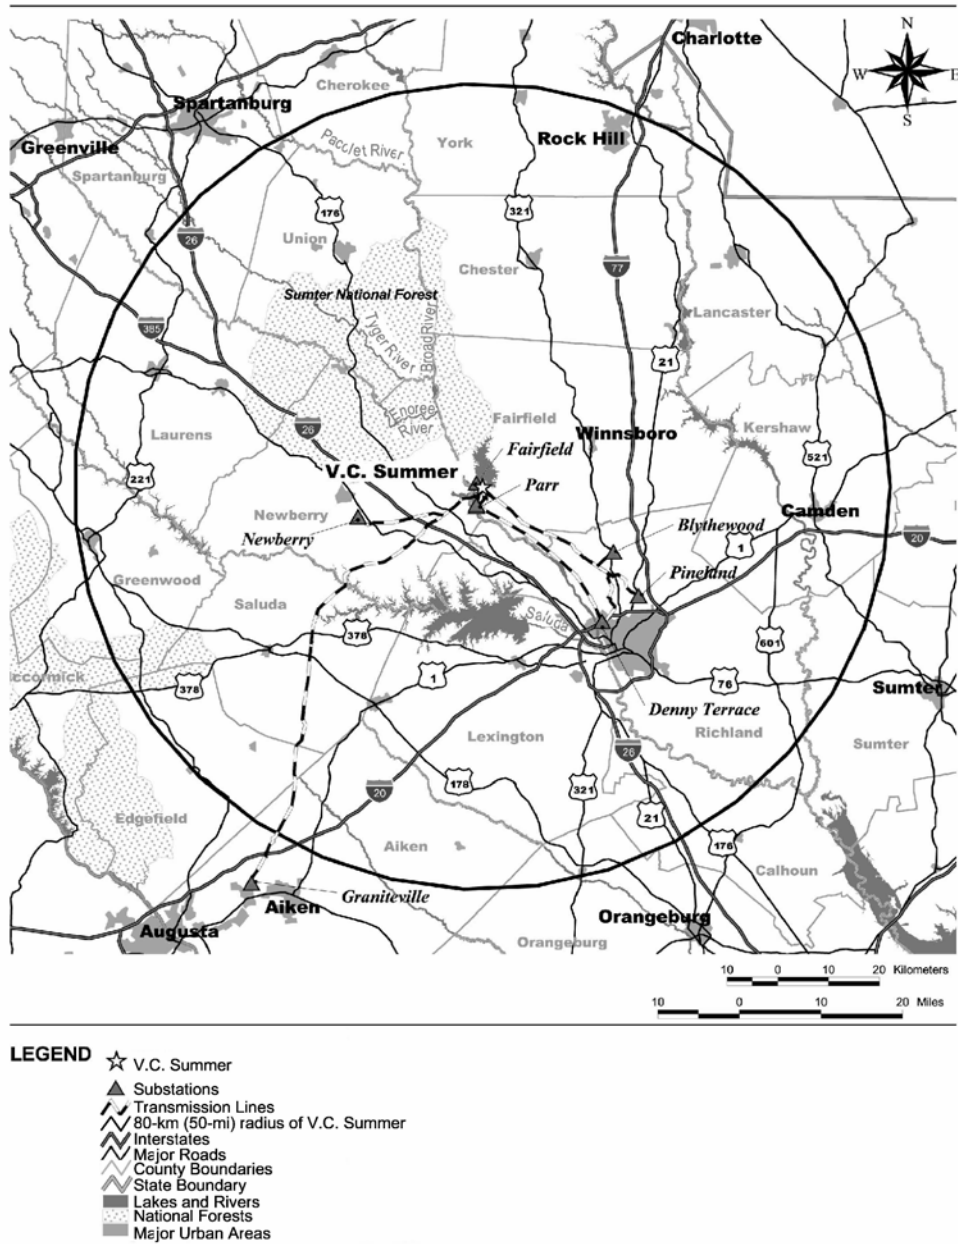 Charlotte
N
W
E
S
Cherokee
Spartanburg
Rock Hill
York
Pacolet River
Greenville
Spartanburg
176
321
Union
26
Chester
77
Sumter National Forest
Broad River
Tyger River
Lancaster
385
21
Enoree
River
Fairfield
26
Laurens
Winnsboro
Kershaw
Fairfield
521
V.C. Summer
221
Parr
Newberry
Camden
Blythewood
Newberry
1
20
Pineland
Greenwood
Saluda
Saluda
378
601
ccormick
378
1
76
Sumter
Denny Terrace
Lexington
Richland
Sumter
26
178
321
20
21
Edgefield
Aiken
176
Calhoun
Graniteville
Aiken
Orangeburg
Augusta
Orangeburg
10 0 10 20 Kilometers
10 0 10 20 Miles
LEGEND
V.C. Summer
Substations
Transmission Lines
80-km (50-mi) radius of V.C. Summer
Interstates
Major Roads
County Boundaries
State Boundary
Lakes and Rivers
National Forests
Major Urban Areas